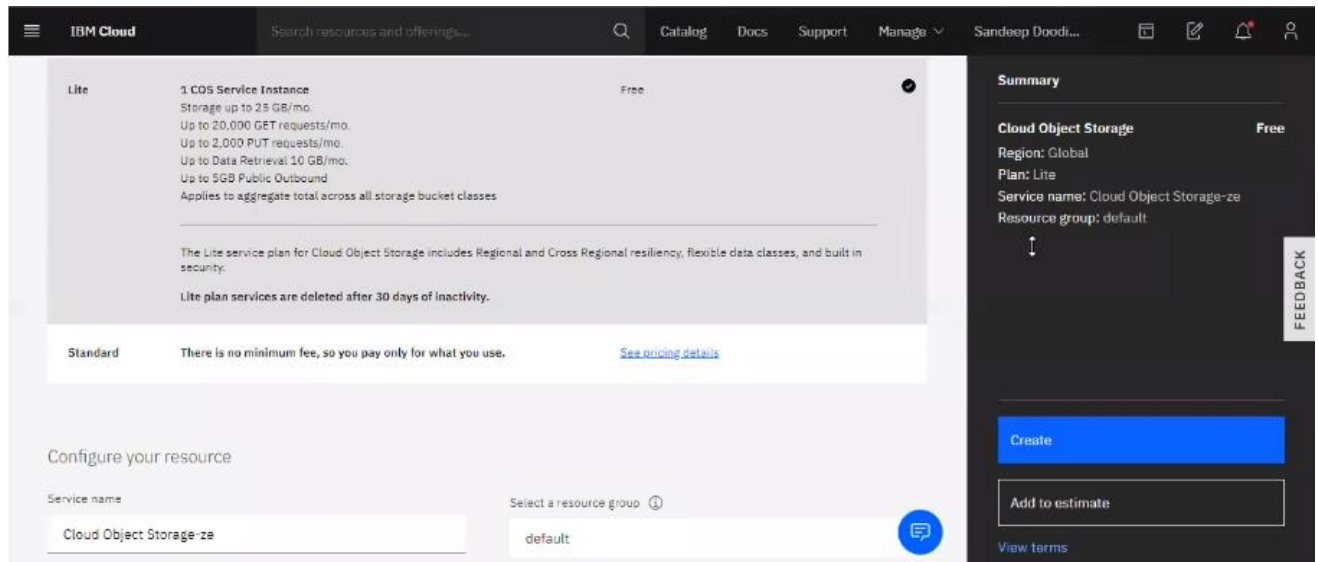 IBM Cloud
Search resources and offerings...
Catalog
Docs
Support
Manage
Sandeep Doodi...
Lite
1 COS Service Instance
Free
Storage up to 25 GB/mo.
Up to 20,000 GET requests/mo.
Up to 2,000 PUT requests/mo.
Up to Data Retrieval 10 GB/mo.
Up to 5GB Public Outbound
Applies to aggregate total across all storage bucket classes
The Lite service plan for Cloud Object Storage includes Regional and Cross Regional resiliency, flexible data classes, and built in
security.
Lite plan services are deleted after 30 days of inactivity.
Standard
There is no minimum fee, so you pay only for what you use.
See pricing details
Configure your resource
Service name
Cloud Object Storage-ze
Select a resource group
default
Summary
Cloud Object Storage
Free
Region: Global
Plan: Lite
Service name: Cloud Object Storage-ze
Resource group: default
FEEDBACK
Create
Add to estimate
View terms